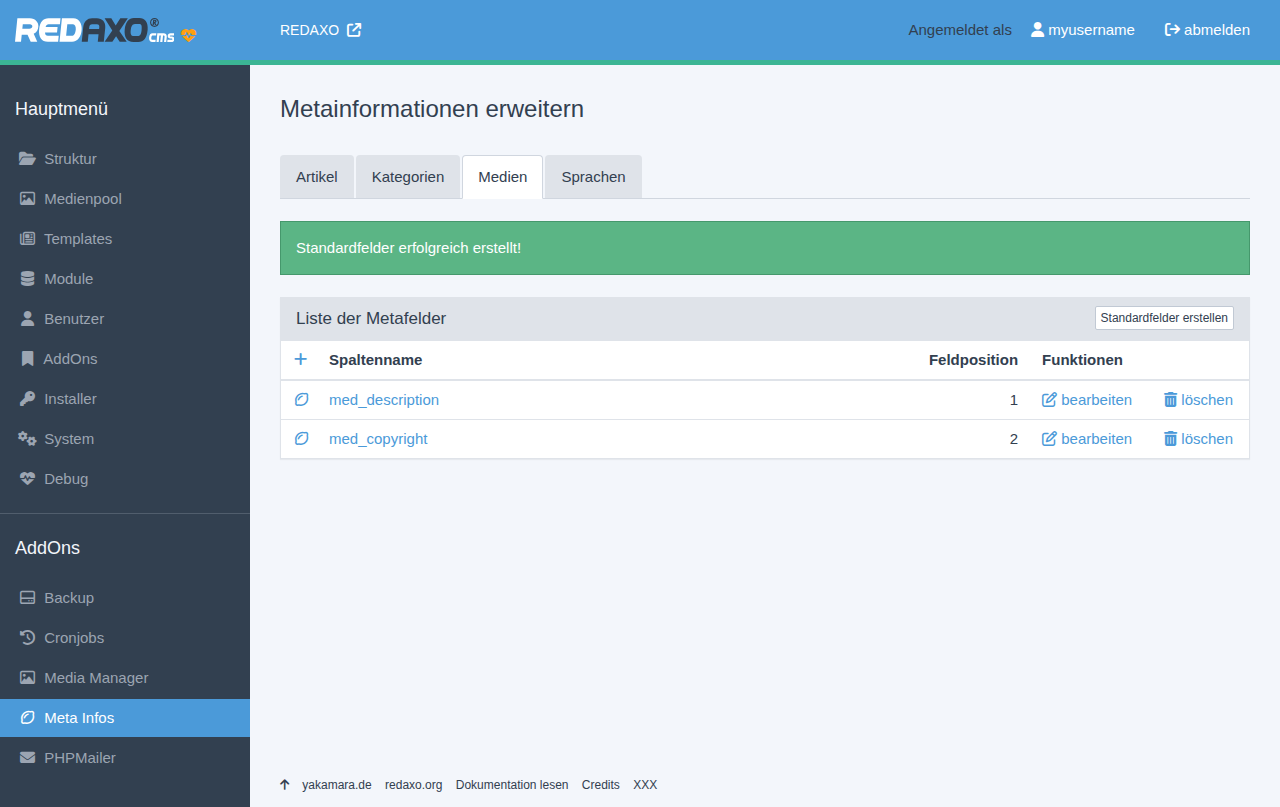 REDAXO® cms
REDAXO
Angemeldet als myusername abmelden
Hauptmenü
Struktur
Medienpool
Templates
Module
Benutzer
AddOns
Installer
System
Debug
AddOns
Backup
Cronjobs
Media Manager
Meta Infos
PHPMailer
Metainformationen erweitern
Artikel Kategorien Medien Sprachen
Standardfelder erfolgreich erstellt!
Liste der Metafelder Standardfelder erstellen
Spaltenname Feldposition Funktionen
med_description 1 bearbeiten löschen
med_copyright 2 bearbeiten löschen
yakamara.de redaxo.org Dokumentation lesen Credits XXX